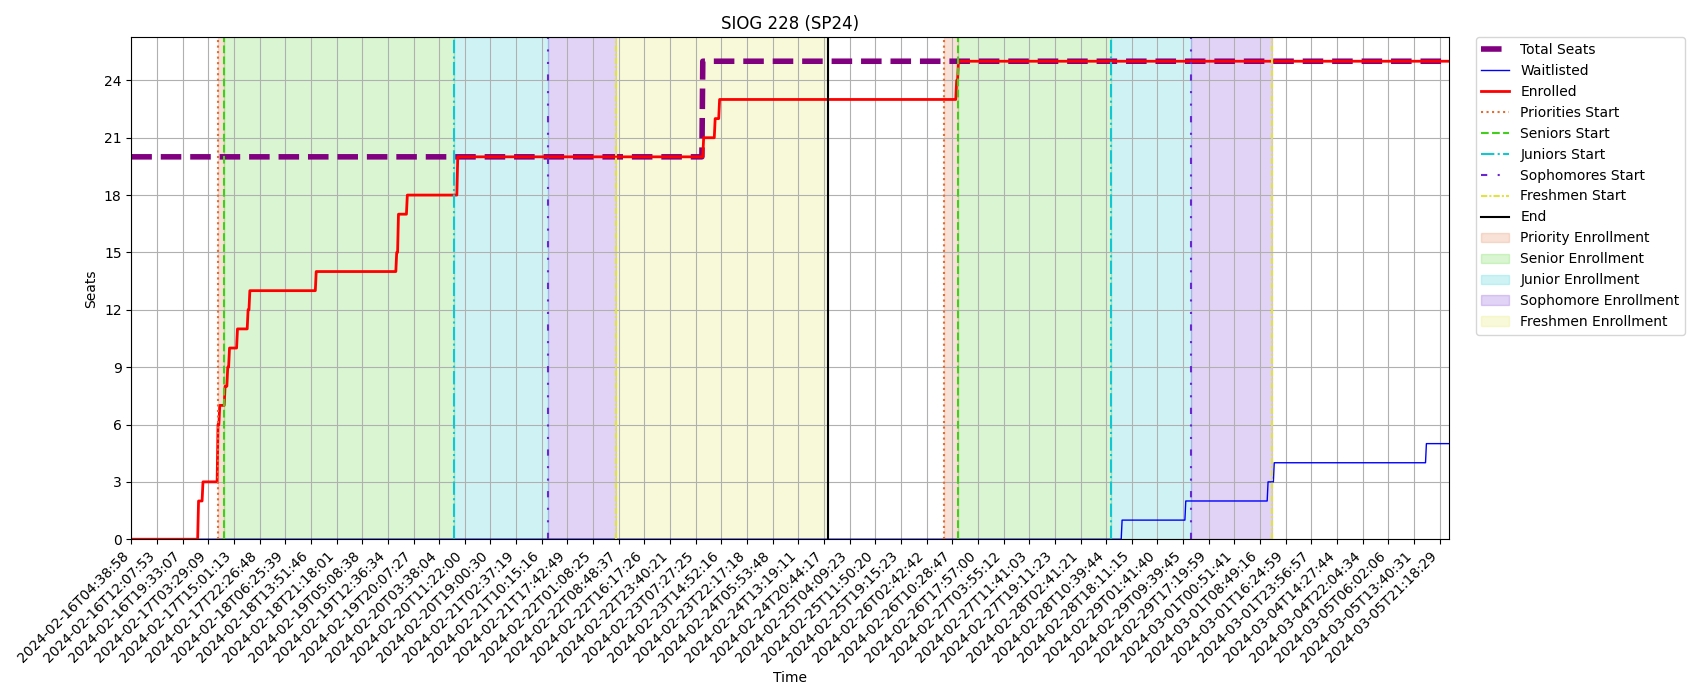 SIOG 228 (SP24)
Seats
24
21
18
15
12
9
6
3
0
2024-02-16T04:38:58
2024-02-16T12:07:53
2024-02-16T19:33:07
2024-02-17T03:29:09
2024-02-17T15:01:13
2024-02-17T22:26:48
2024-02-18T06:25:39
2024-02-18T13:51:46
2024-02-18T21:18:01
2024-02-19T05:08:38
2024-02-19T12:36:34
2024-02-19T20:07:27
2024-02-20T03:38:04
2024-02-20T11:22:00
2024-02-20T19:00:30
2024-02-21T02:37:19
2024-02-21T10:15:16
2024-02-21T17:42:49
2024-02-22T01:08:25
2024-02-22T08:48:37
2024-02-22T16:17:26
2024-02-22T23:40:21
2024-02-23T07:27:25
2024-02-23T14:52:16
2024-02-23T22:17:18
2024-02-24T05:53:48
2024-02-24T13:19:11
2024-02-24T20:44:17
2024-02-25T04:09:23
2024-02-25T11:50:20
2024-02-25T19:15:23
2024-02-26T02:42:42
2024-02-26T10:28:47
2024-02-26T17:57:00
2024-02-27T03:55:12
2024-02-27T11:41:03
2024-02-27T19:11:23
2024-02-28T02:41:21
2024-02-28T10:39:44
2024-02-28T18:11:15
2024-02-29T01:41:40
2024-02-29T09:39:45
2024-02-29T17:19:59
2024-03-01T00:51:41
2024-03-01T08:49:16
2024-03-01T16:24:59
2024-03-01T23:56:57
2024-03-04T14:27:44
2024-03-04T22:04:34
2024-03-05T06:02:06
2024-03-05T13:40:31
2024-03-05T21:18:29
Time
Total Seats
Waitlisted
Enrolled
Priorities Start
Seniors Start
Juniors Start
Sophomores Start
Freshmen Start
End
Priority Enrollment
Senior Enrollment
Junior Enrollment
Sophomore Enrollment
Freshmen Enrollment